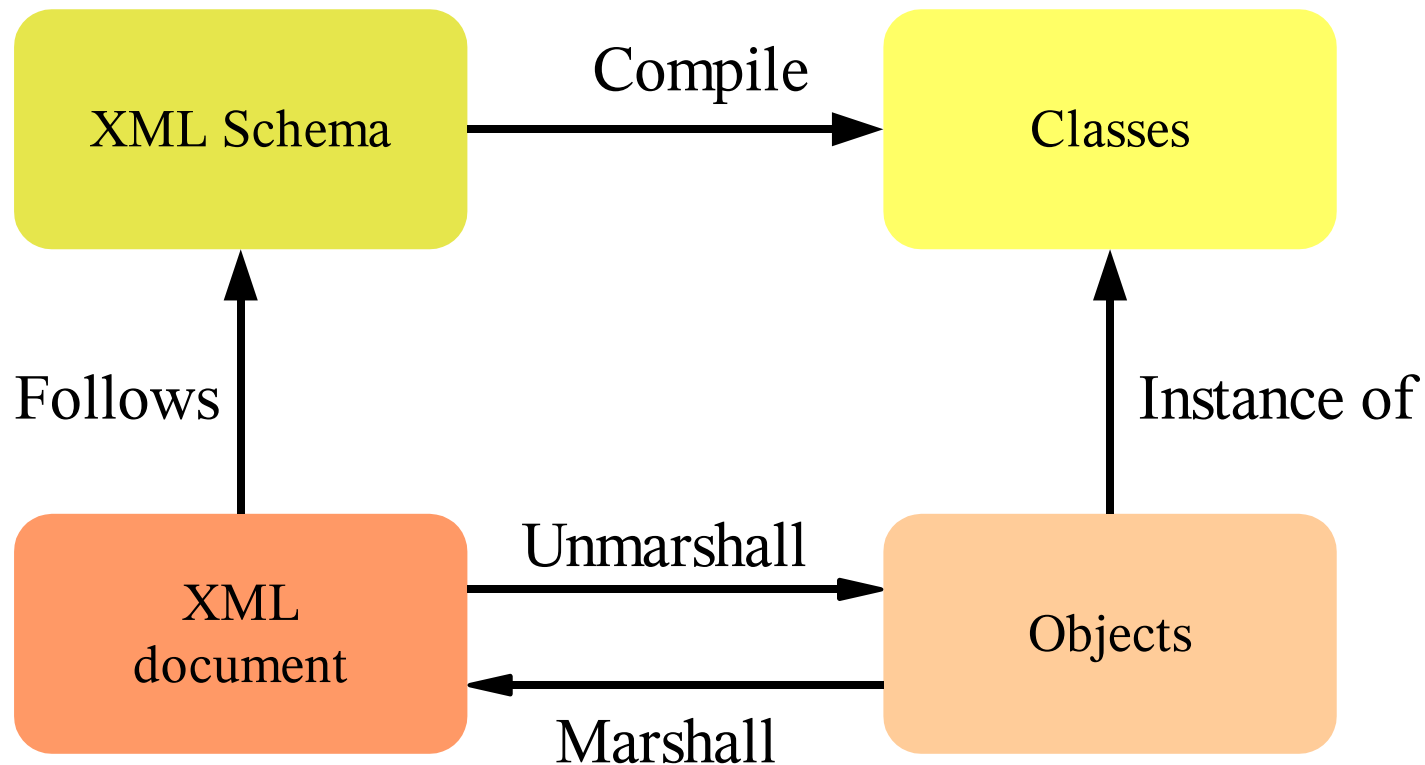 XML Schema
Compile
Classes
Follows
Instance of
XML
document
Unmarshall
Marshall
Objects